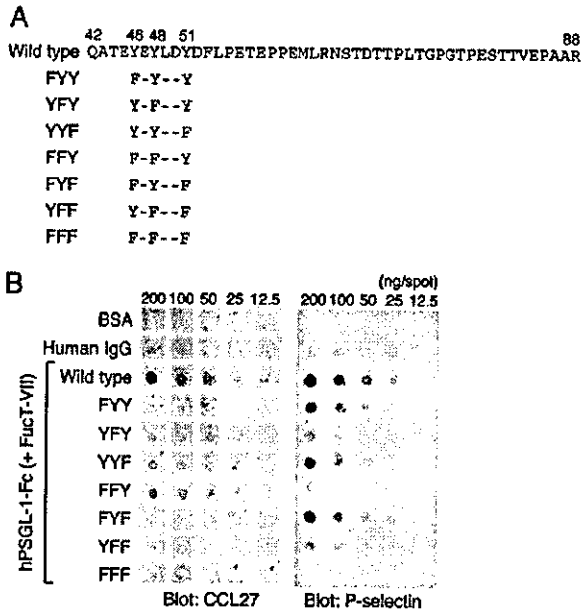 A
42 46 48 51 88
Wild type QATEYEYLDYDFLPETEPPEMLRNSTDTTPLTGPGTPESTTVEPAAR
FYY F-Y--Y
YFY Y-F--Y
YYF Y-Y--F
FFY F-F--Y
FYF F-Y--F
YFF Y-F--F
FFF F-F--F
B
(ng/spot)
200 100 50 25 12.5 200 100 50 25 12.5
BSA
Human IgG
Wild type
FYY
YFY
YYF
FFY
FYF
YFF
FFF
hPSGL-1-Fc (+ FucT-VII)
Blot: CCL27 Blot: P-selectin